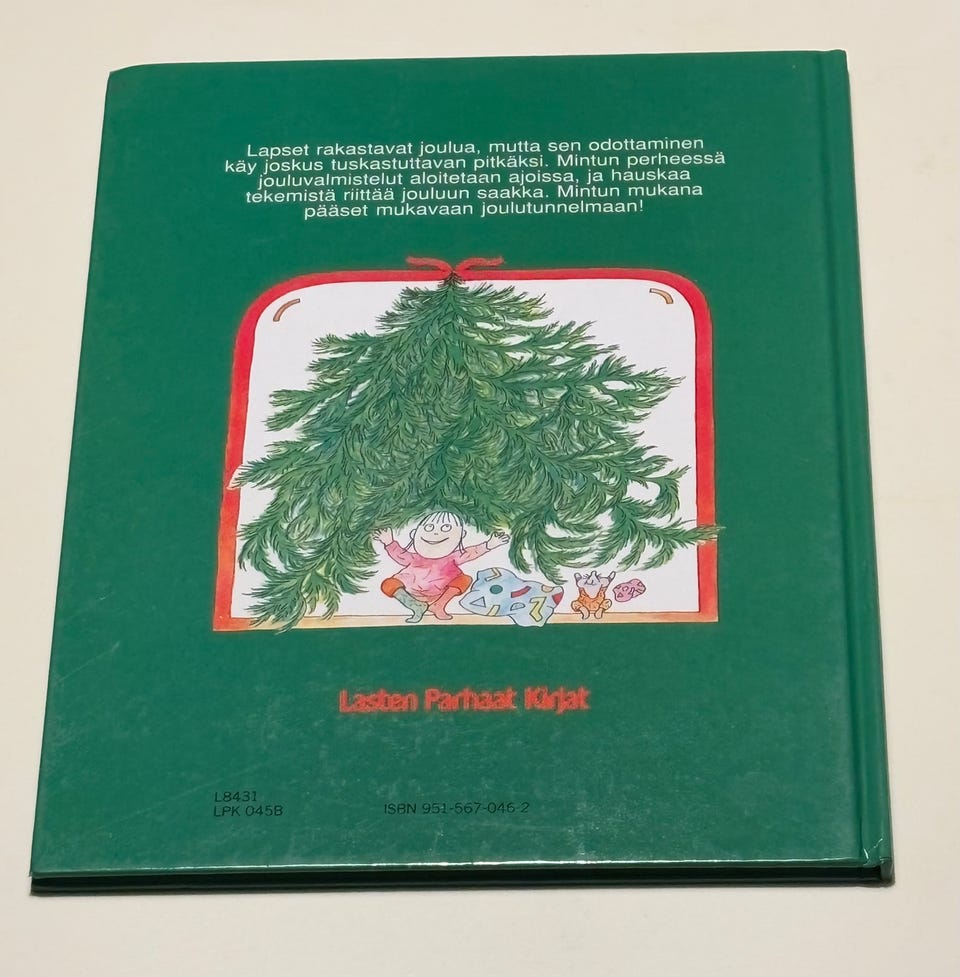 Lapset rakastavat joulua, mutta sen odottaminen
käy joskus tuskastuttavan pitkäksi. Mintun perheessä
jouluvalmistelut aloitetaan ajoissa, ja hauskaa
tekemistä riittää jouluun saakka. Mintun mukana
pääset mukavaan joulutunnelmaan!
Lasten Parhaat Kirjat
L8431
LPK 045B
ISBN 951-567-046-2